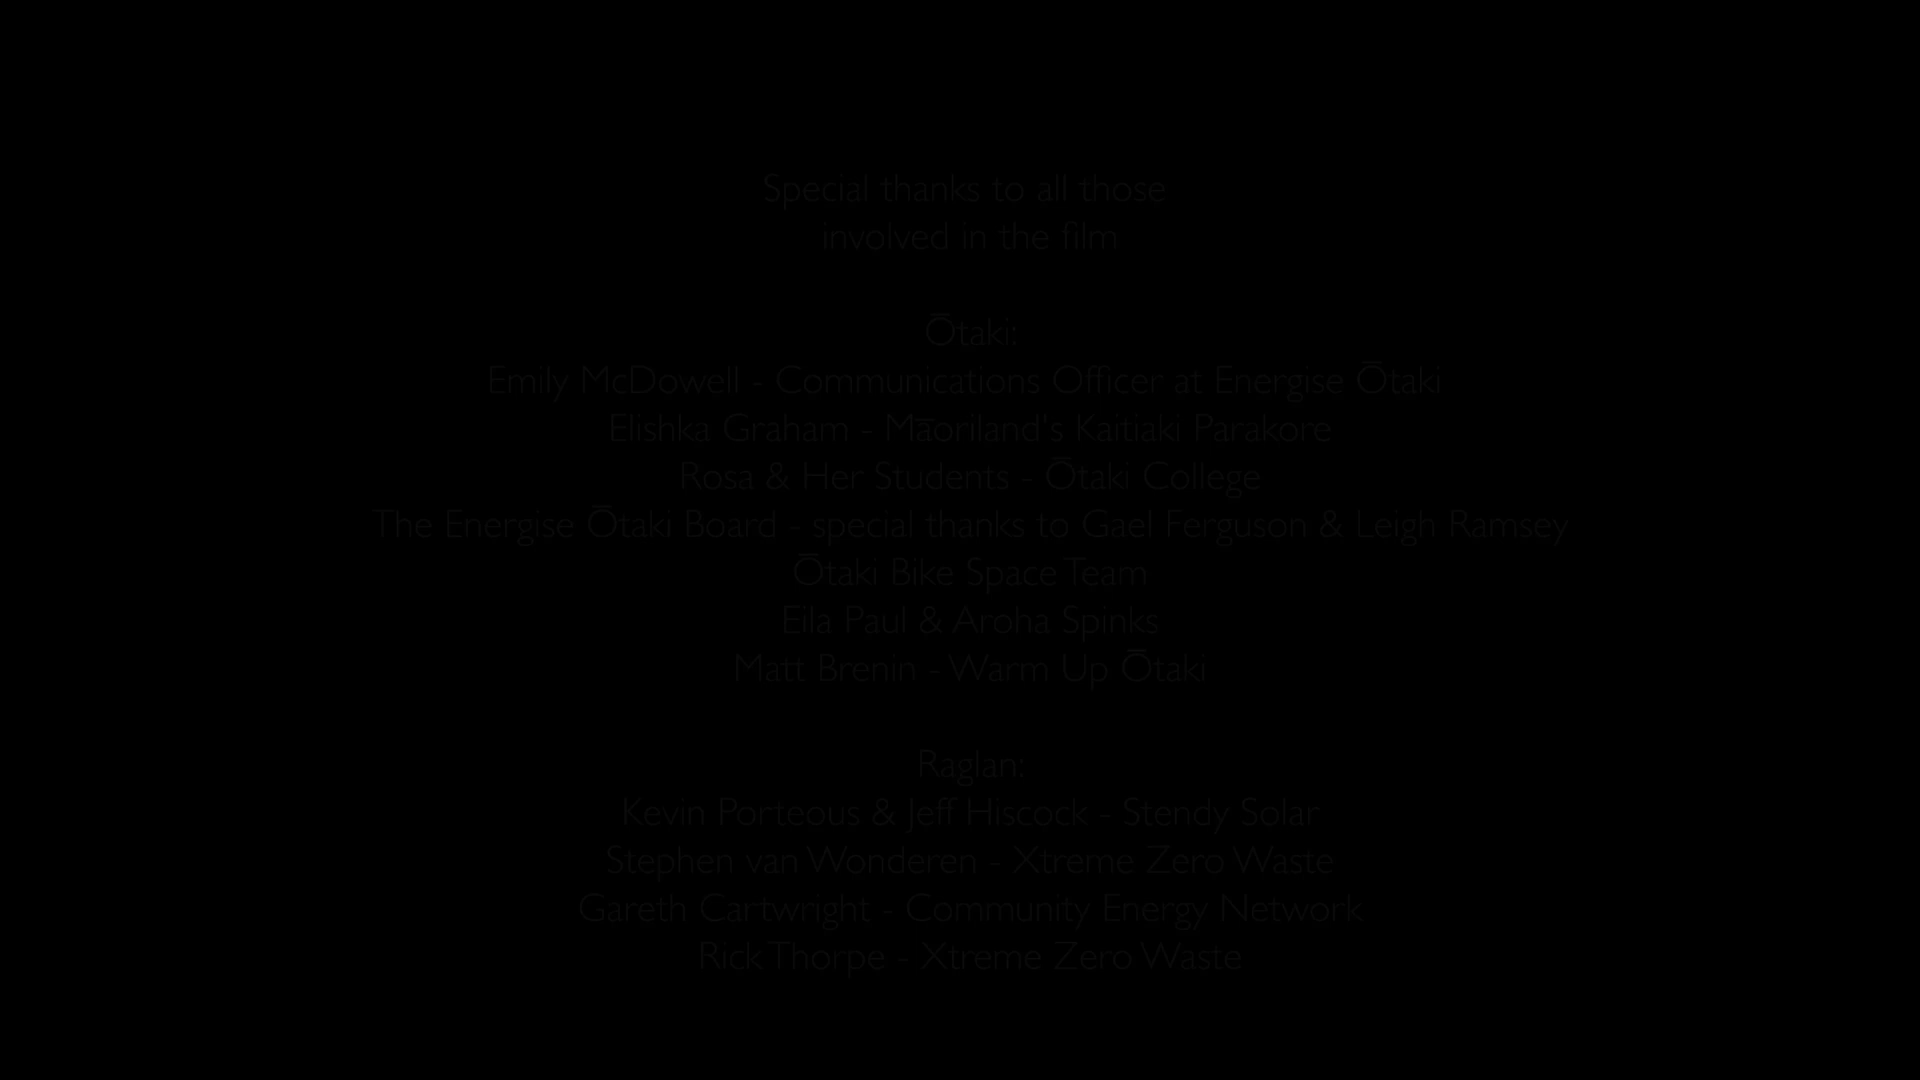 Special thanks to all those
involved in the film
Ōtaki:
Emily McDowell - Communications Officer at Energise Ōtaki
Elishka Graham - Māoriland's Kaitiaki Parakore
Rosa & Her Students - Ōtaki College
The Energise Ōtaki Board - special thanks to Gael Ferguson & Leigh Ramsey
Ōtaki Bike Space Team
Eila Paul & Aroha Spinks
Matt Brenin - Warm Up Ōtaki
Raglan:
Kevin Porteous & Jeff Hiscock - Stendy Solar
Stephen van Wonderen - Xtreme Zero Waste
Gareth Cartwright - Community Energy Network
Rick Thorpe - Xtreme Zero Waste